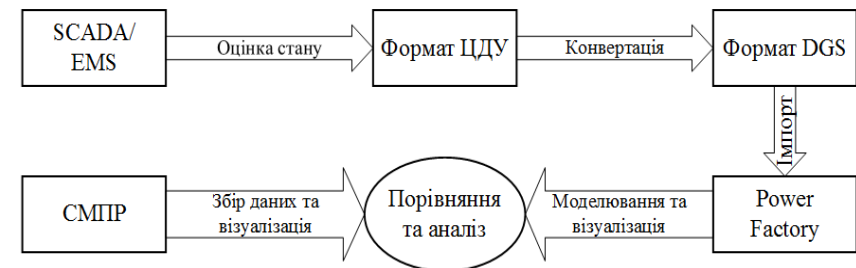 SCADA/
EMS
Оцінка стану
Формат ЦДУ
Конвертація
Формат DGS
Імпорт
СМПР
Збір даних та
візуалізація
Порівняння
та аналіз
Моделювання та
візуалізація
Power
Factory